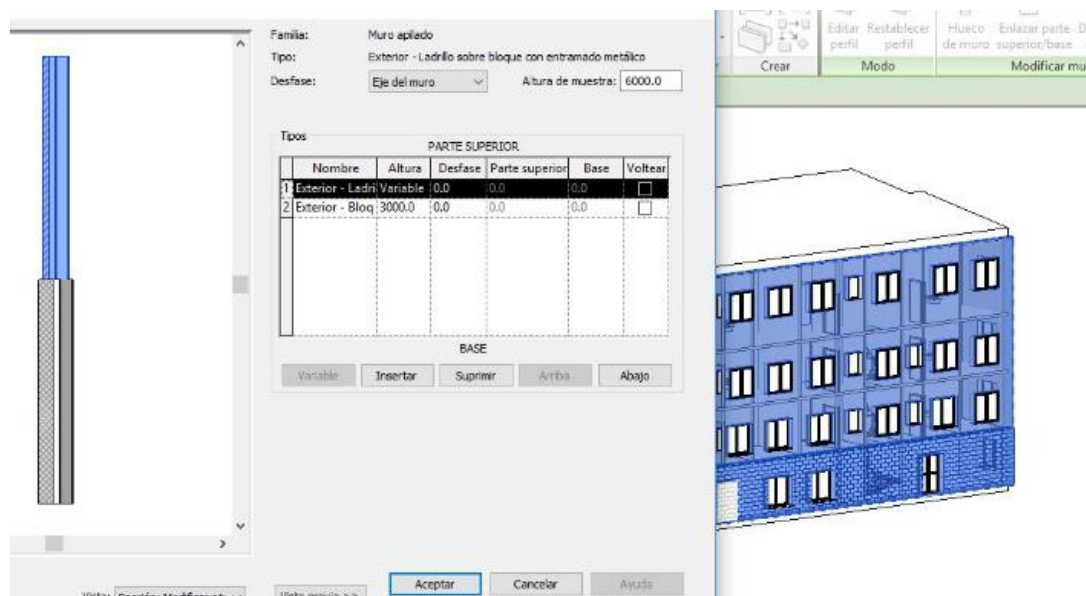 Familia: Muro apilado
Tipo: Exterior - Ladrillo sobre bloque con entramado metálico
Desfase: Eje del muro Altura de muestra: 6000.0
Tipos
PARTE SUPERIOR
Nombre Altura Desfase Parte superior Base Voltear
1 Exterior - Ladri Variable 0.0 0.0 0.0
2 Exterior - Bloq 3000.0 0.0 0.0 0.0
BASE
Variable Insertar Suprimir Arriba Abajo
Aceptar Cancelar Ayuda
Vista previa >>
Editar perfil
Restablecer perfil
Hueco de muro
Enlazar parte superior/base
Crear Modo Modificar mu